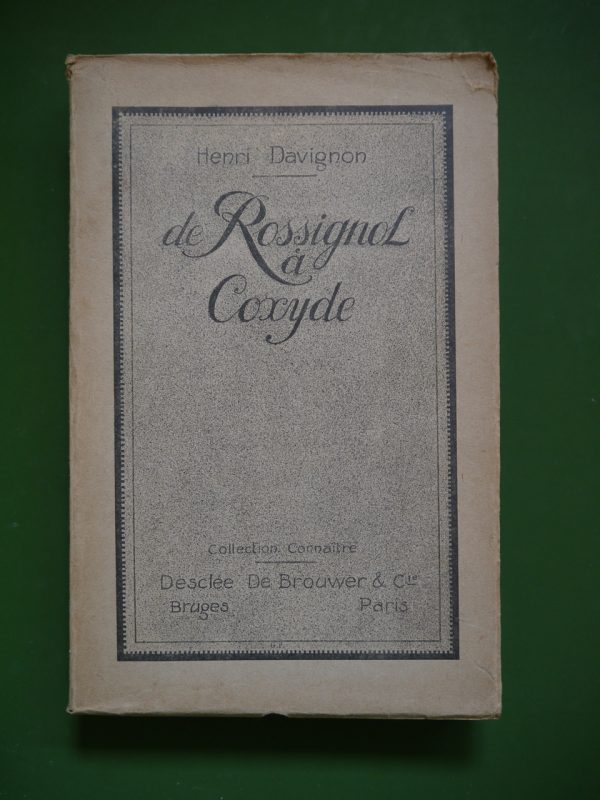 Henri Davignon
de Rossignol
à
Coxyde
Collection Connaître
Desclée De Brouwer & Cie
Bruges Paris